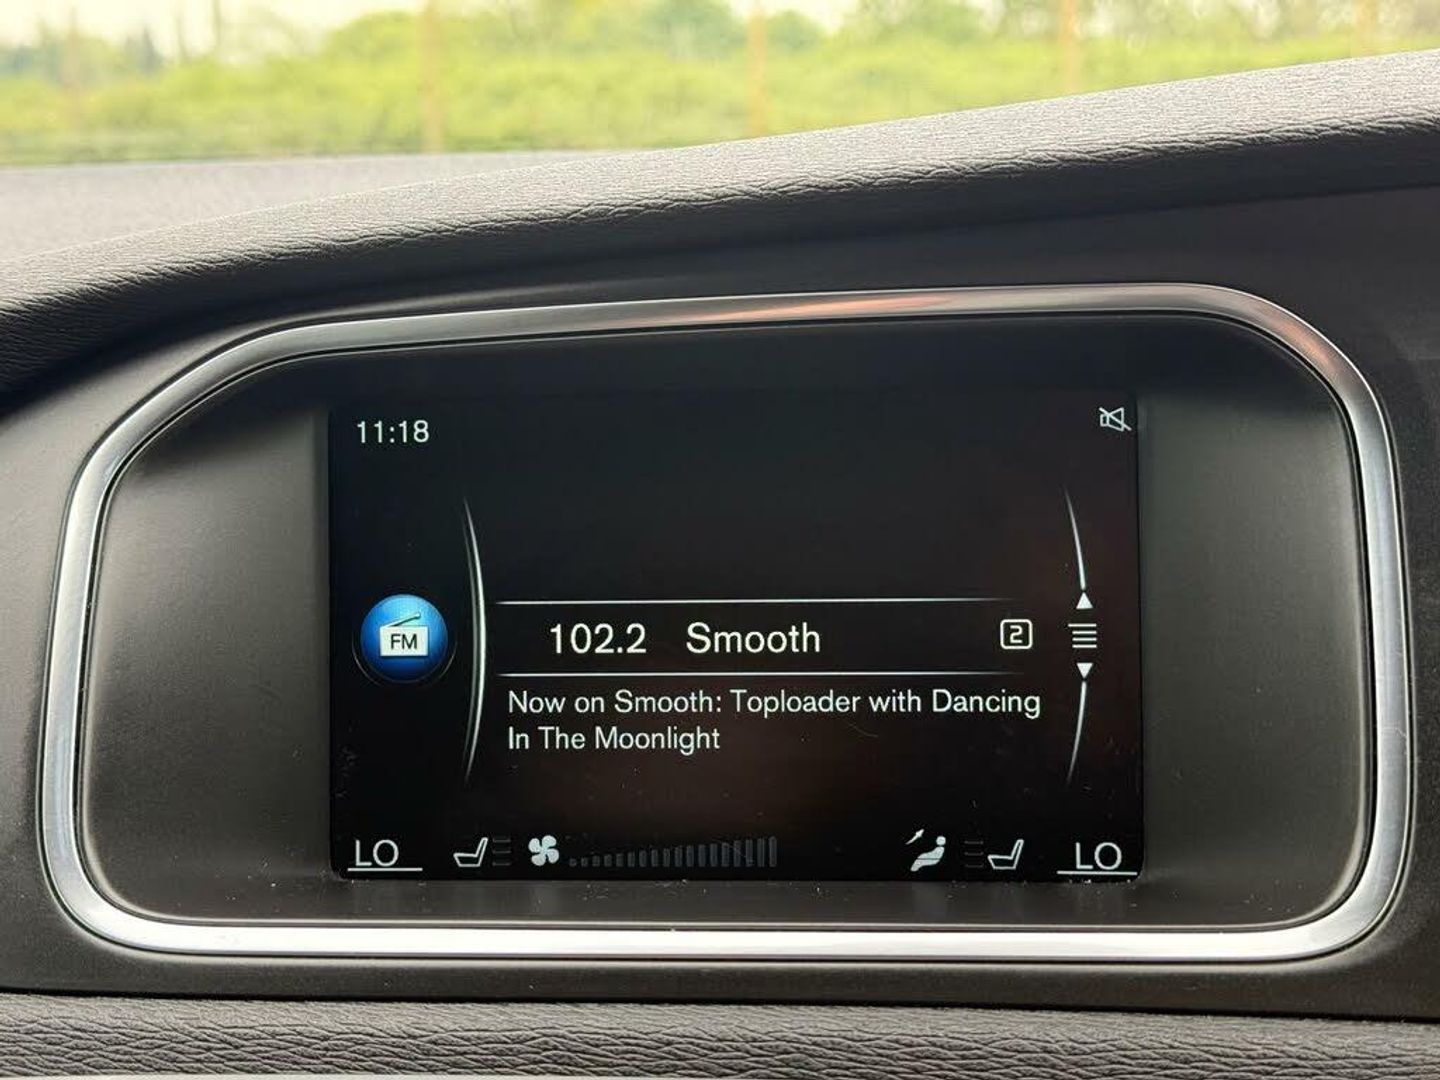 11:18
FM
102.2 Smooth 2
Now on Smooth: Toploader with Dancing
In The Moonlight
LO LO